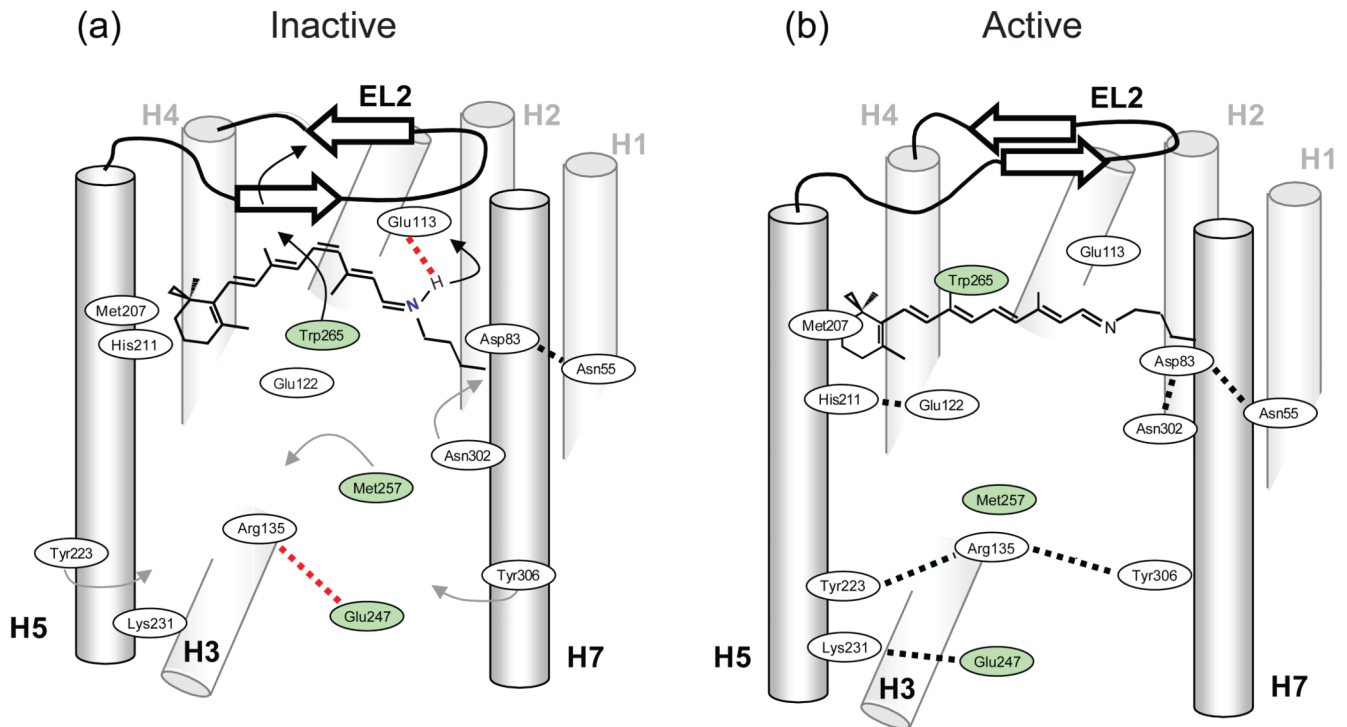 (a) Inactive
EL2
H4
H2
H1
Glu113
H
N
Met207
His211
Trp265
Asp83
Asn55
Glu122
Asn302
Met257
Arg135
Tyr223
Tyr306
Lys231
Glu247
H5
H3
H7
(b) Active
EL2
H4
H2
H1
Glu113
Trp265
Met207
N
Asp83
His211
Glu122
Asn302
Asn55
Met257
Arg135
Tyr223
Tyr306
Lys231
Glu247
H5
H3
H7